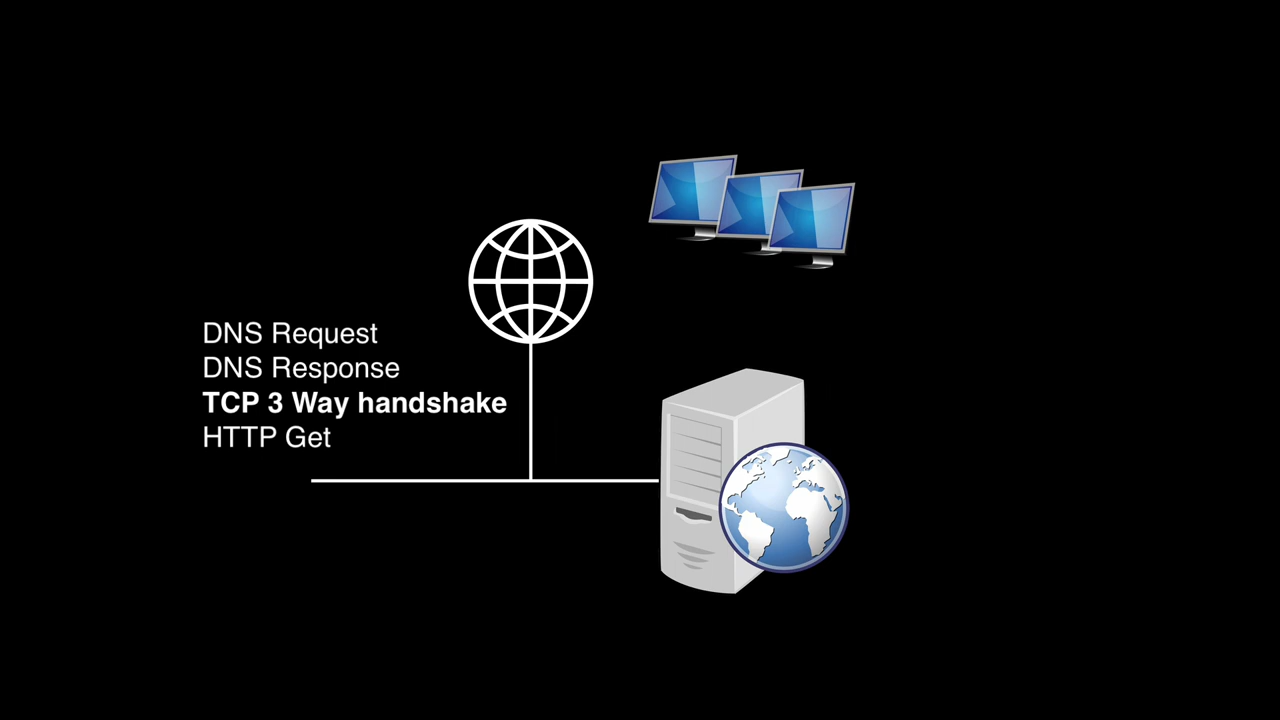 DNS Request
DNS Response
TCP 3 Way handshake
HTTP Get